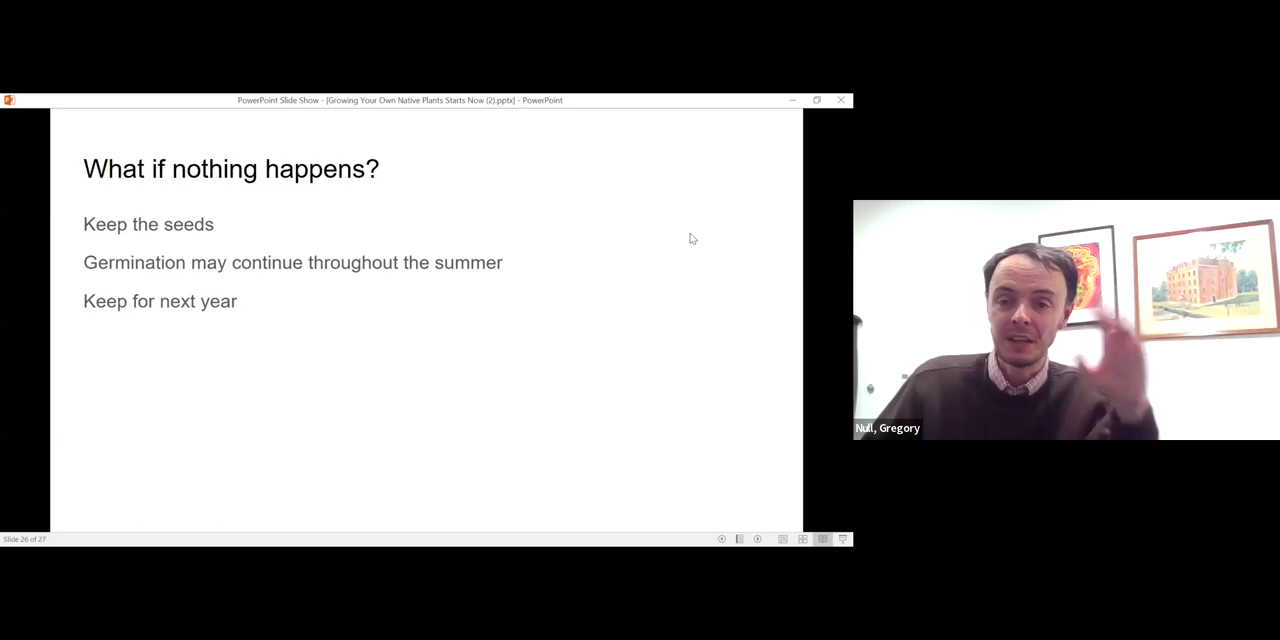 PowerPoint Slide Show - [Growing Your Own Native Plants Starts Now (2).pptx] - PowerPoint
What if nothing happens?
Keep the seeds
Germination may continue throughout the summer
Keep for next year
Null, Gregory
Slide 26 of 27